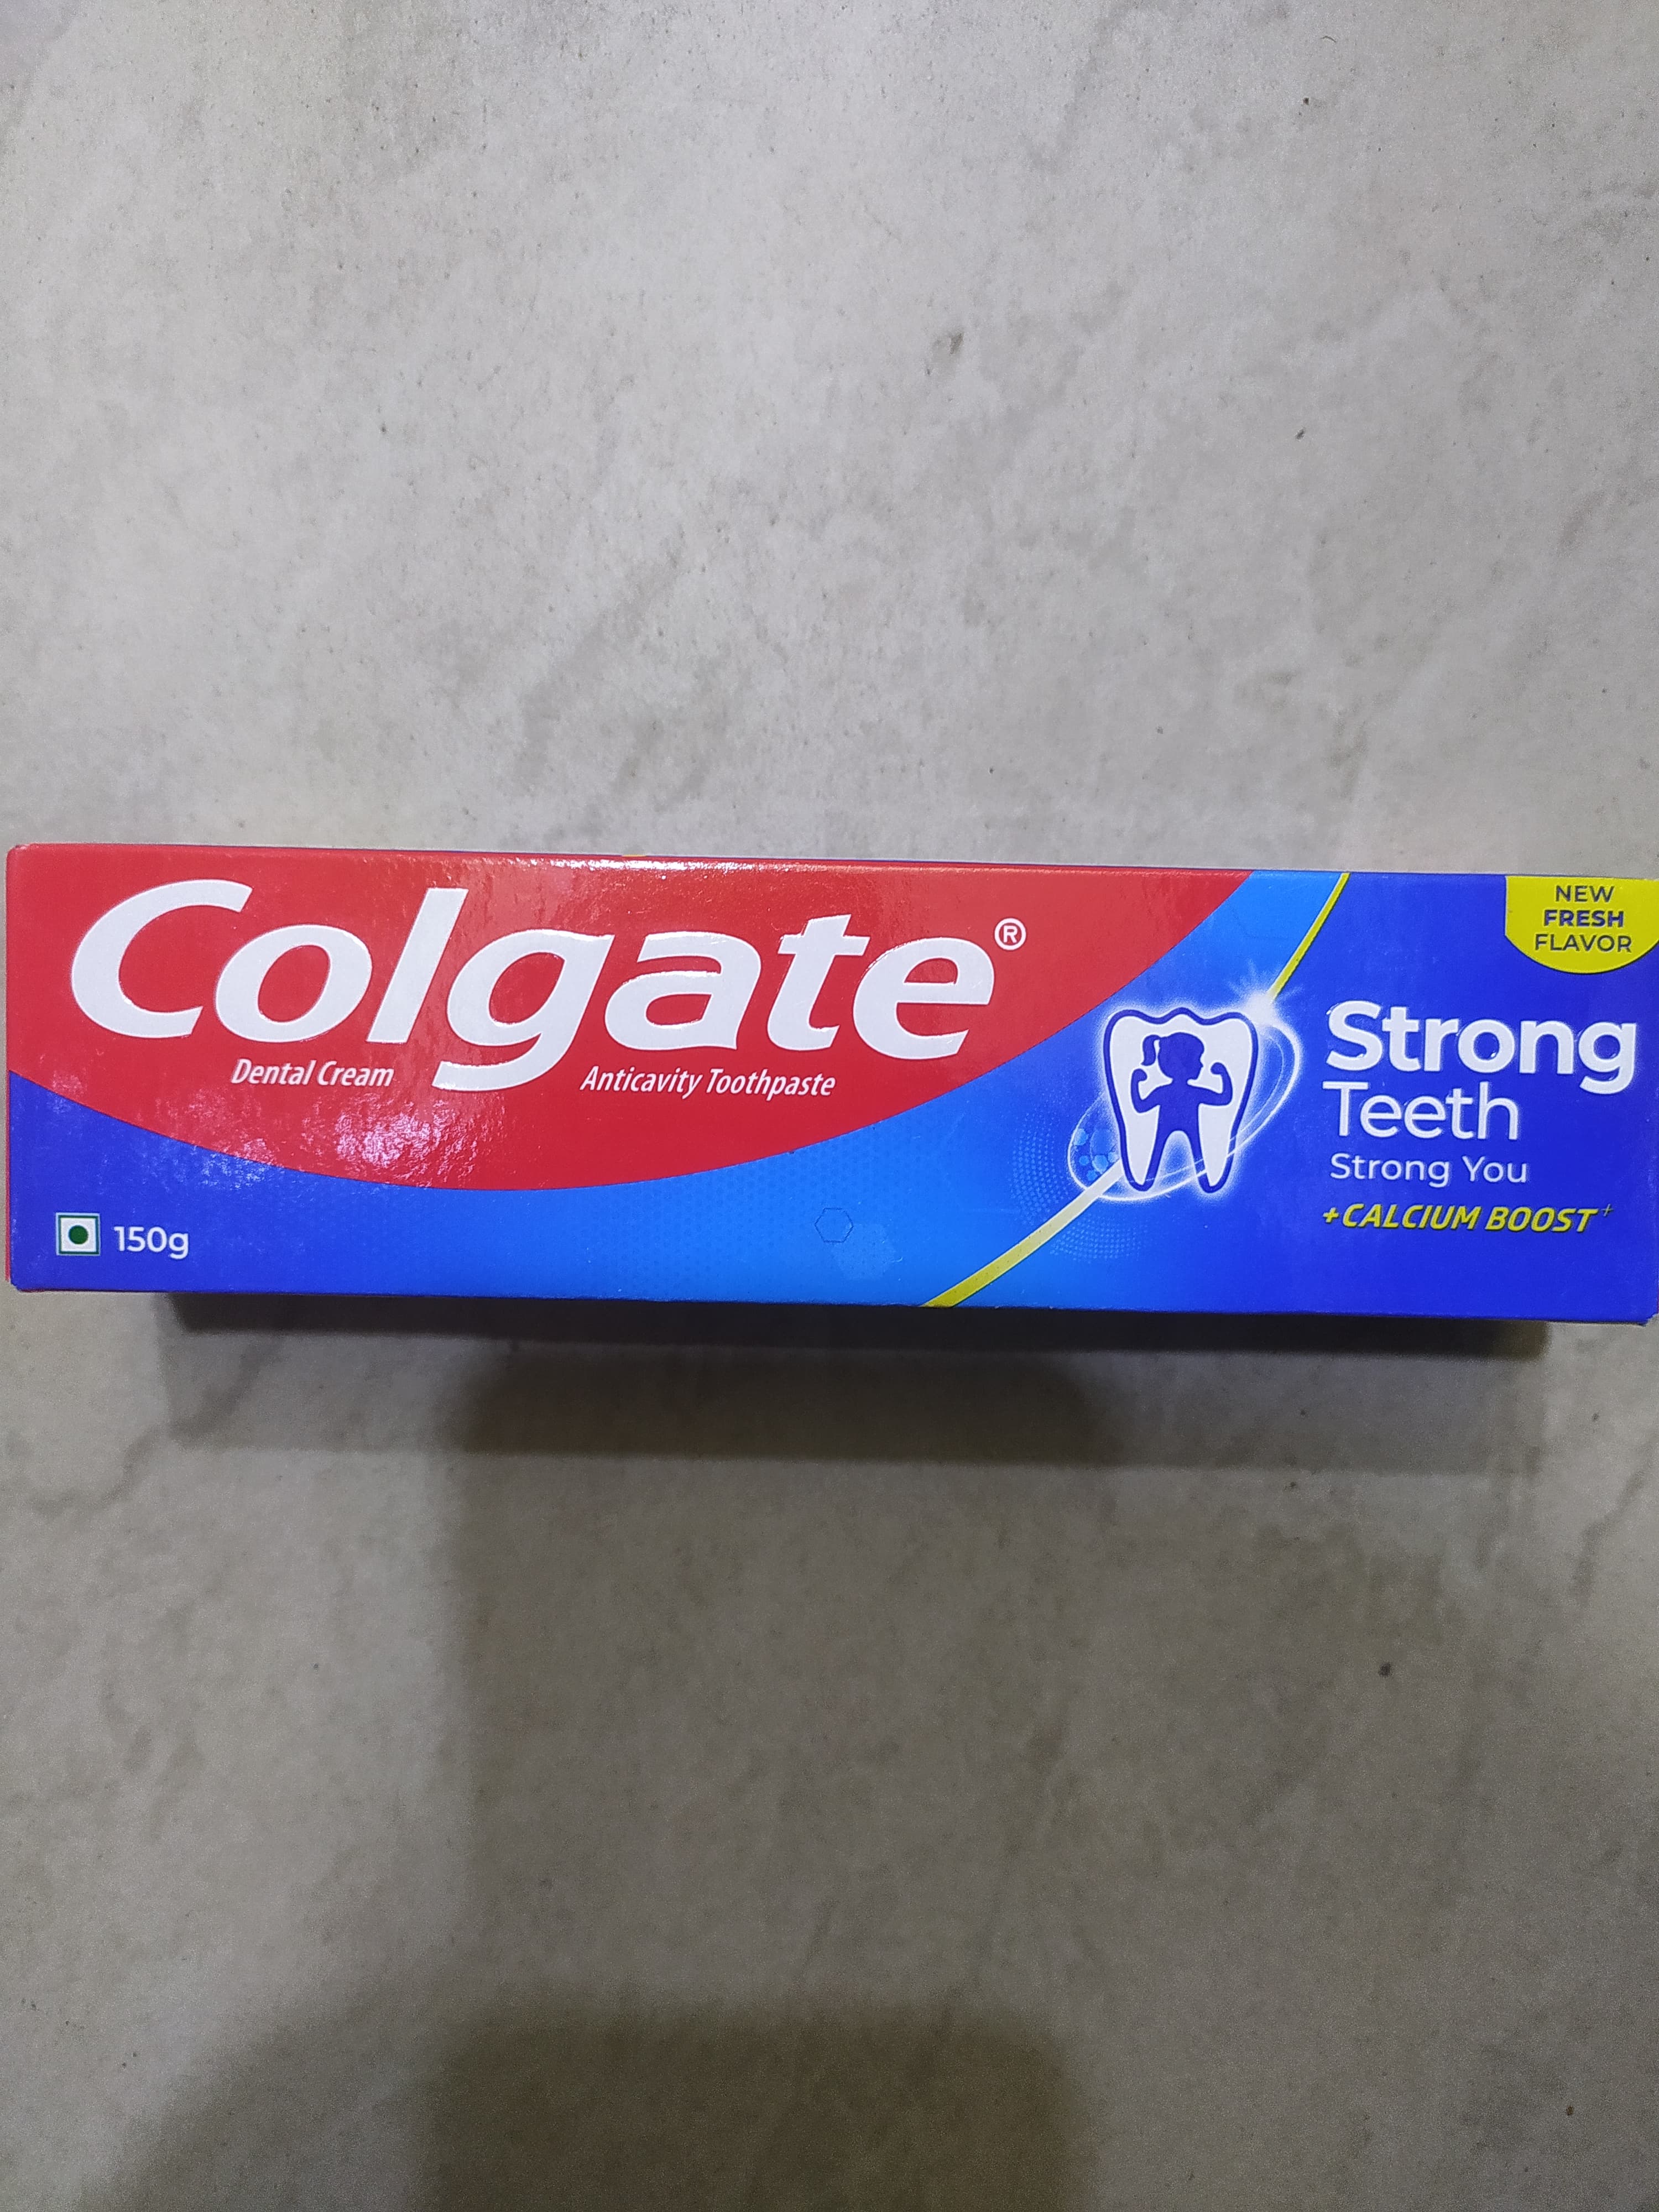 Colgate®
Dental Cream Anticavity Toothpaste
NEW
FRESH
FLAVOR
Strong
Teeth
Strong You
+CALCIUM BOOST+
150g